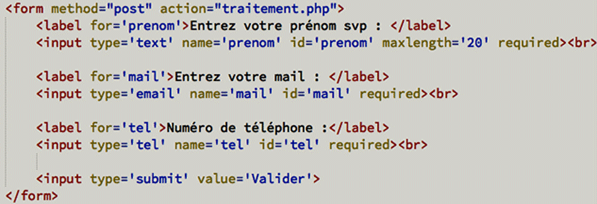 <form method="post" action="traitement.php">
<label for='prenom'>Entrez votre prénom svp : </label>
<input type='text' name='prenom' id='prenom' maxlength='20' required><br>
<label for='mail'>Entrez votre mail : </label>
<input type='email' name='mail' id='mail' required><br>
<label for='tel'>Numéro de téléphone :</label>
<input type='tel' name='tel' id='tel' required><br>
<input type='submit' value='Valider'>
</form>